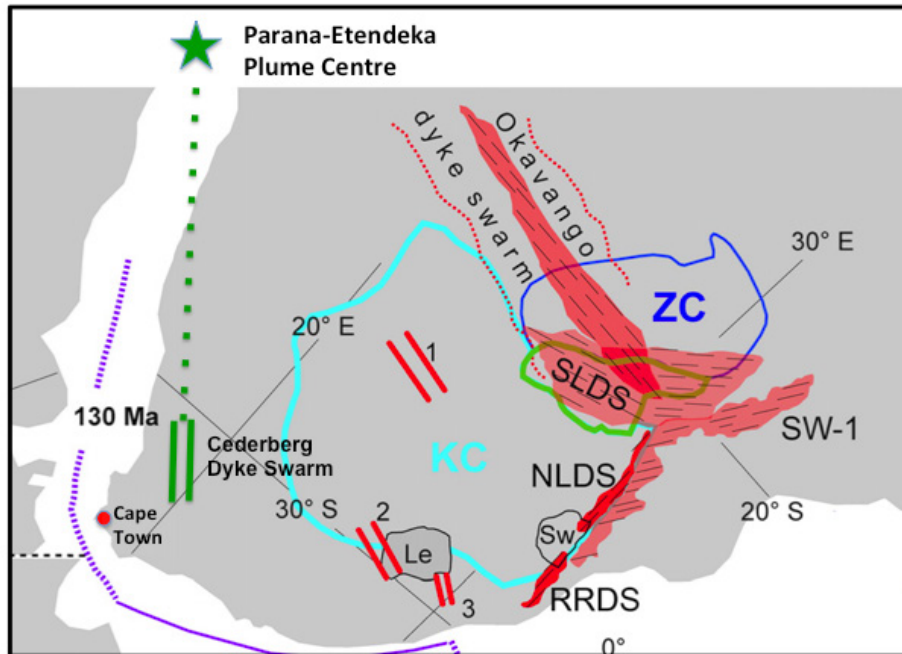 Parana-Etendeka
Plume Centre
Okavango
dyke swarm
30° E
ZC
20° E
1
SLDS
130 Ma
SW-1
Cederberg
Dyke Swarm
KC
NLDS
30° S
2
20° S
Cape
Town
Le
Sw
3
RRDS
0°